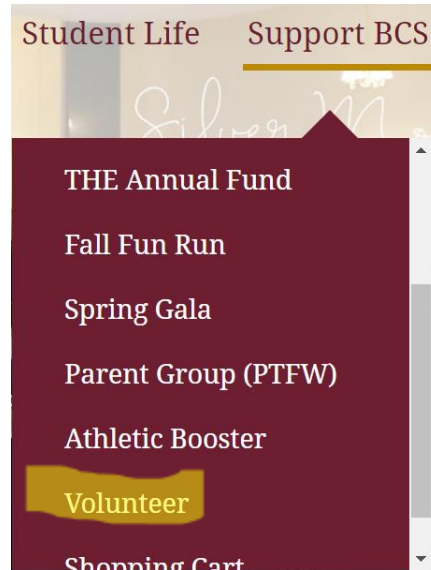 Student Life Support BCS
Silver M
THE Annual Fund
Fall Fun Run
Spring Gala
Parent Group (PTFW)
Athletic Booster
Volunteer
Shopping Cart